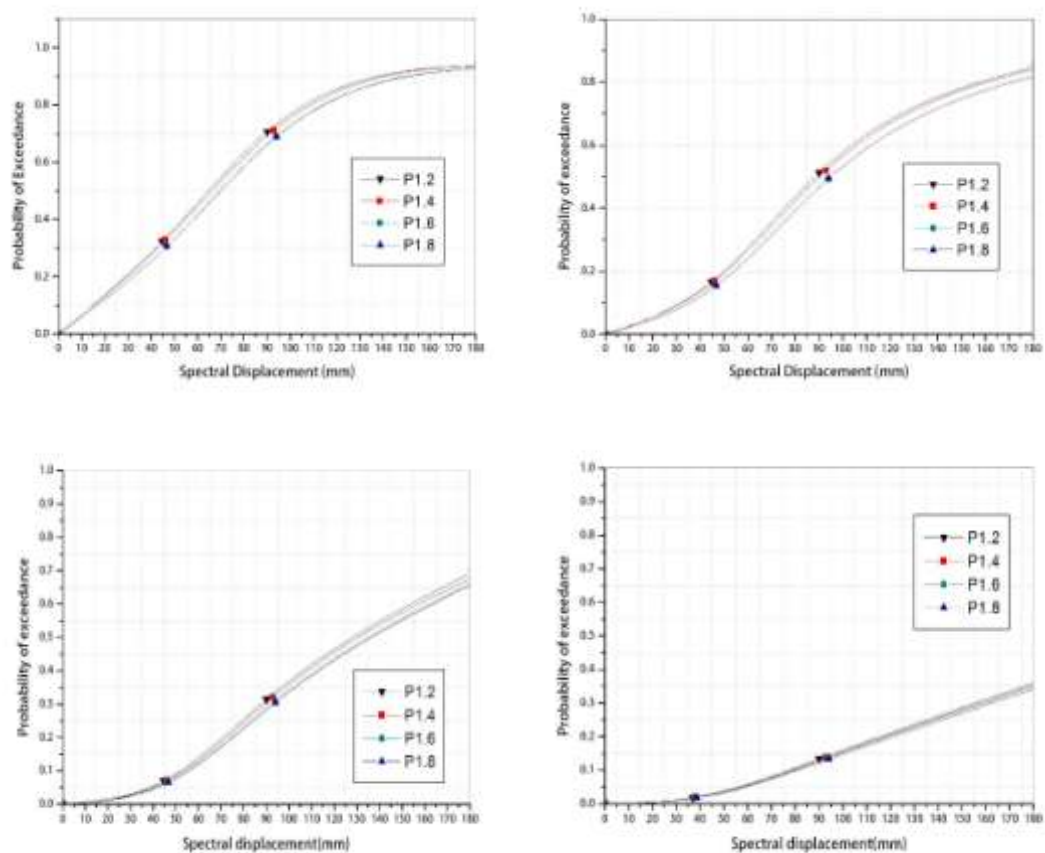 Probability of Exceedance
1.0
0.8
0.6
0.4
0.2
0.0
0 10 20 30 40 50 60 70 80 90 100 110 120 130 140 150 160 170 180
Spectral Displacement (mm)
P1.2
P1.4
P1.6
P1.8
Probability of exceedance
1.0
0.8
0.6
0.4
0.2
0.0
0 10 20 30 40 50 60 70 80 90 100 110 120 130 140 150 160 170 180
Spectral Displacement (mm)
P1.2
P1.4
P1.6
P1.8
Probability of exceedance
1.0
0.9
0.8
0.7
0.6
0.5
0.4
0.3
0.2
0.1
0.0
0 10 20 30 40 50 60 70 80 90 100 110 120 130 140 150 160 170 180
Spectral displacement(mm)
P1.2
P1.4
P1.6
P1.8
Probability of exceedance
1.0
0.9
0.8
0.7
0.6
0.5
0.4
0.3
0.2
0.1
0.0
0 10 20 30 40 50 60 70 80 90 100 110 120 130 140 150 160 170 180
Spectral displacement(mm)
P1.2
P1.4
P1.6
P1.8